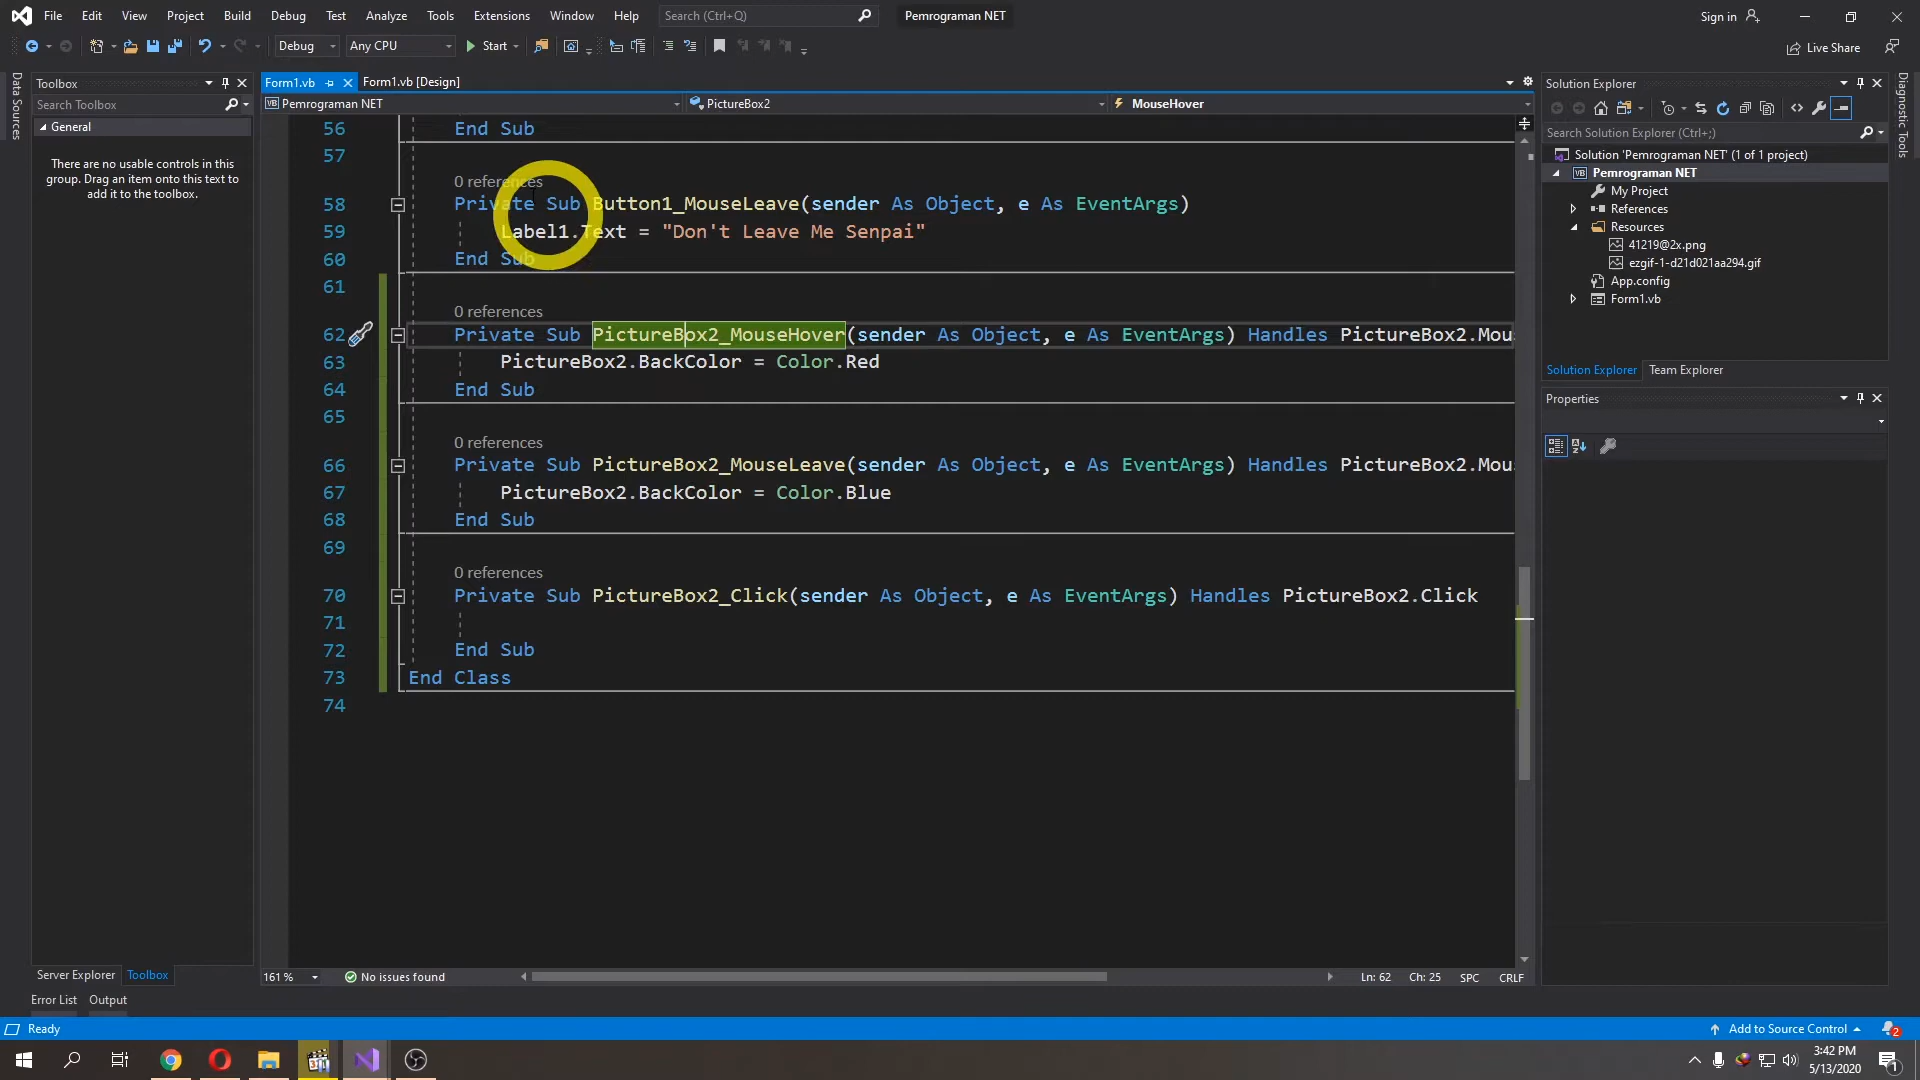 File Edit View Project Build Debug Test Analyze Tools Extensions Window Help Search (Ctrl+Q) Pemrograman NET Sign in
Debug Any CPU Start Live Share
Data Sources
Toolbox
Search Toolbox
General
There are no usable controls in this
group. Drag an item onto this text to
add it to the toolbox.
Server Explorer Toolbox
Form1.vb Form1.vb [Design]
Pemrograman NET PictureBox2 MouseHover
56 End Sub
57
0 references
58 Private Sub Button1_MouseLeave(sender As Object, e As EventArgs)
59 Label1.Text = "Don't Leave Me Senpai"
60 End Sub
61
0 references
62 Private Sub PictureBox2_MouseHover(sender As Object, e As EventArgs) Handles PictureBox2.Mou
63 PictureBox2.BackColor = Color.Red
64 End Sub
65
0 references
66 Private Sub PictureBox2_MouseLeave(sender As Object, e As EventArgs) Handles PictureBox2.Mou
67 PictureBox2.BackColor = Color.Blue
68 End Sub
69
0 references
70 Private Sub PictureBox2_Click(sender As Object, e As EventArgs) Handles PictureBox2.Click
71
72 End Sub
73 End Class
74
161 % No issues found Ln: 62 Ch: 25 SPC CRLF
Solution Explorer
Search Solution Explorer (Ctrl+;)
Solution 'Pemrograman NET' (1 of 1 project)
VB Pemrograman NET
My Project
References
Resources
41219@2x.png
ezgif-1-d21d021aa294.gif
App.config
Form1.vb
Solution Explorer Team Explorer
Properties
Diagnostic Tools
Error List Output
Ready Add to Source Control 2
3:42 PM
5/13/2020
1